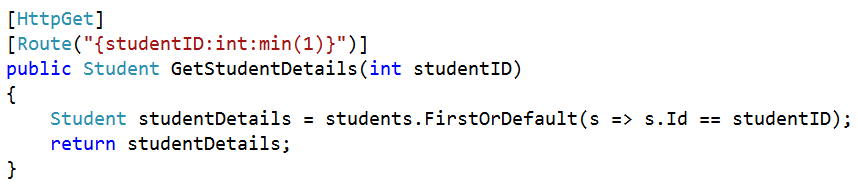 [HttpGet]
[Route("{studentID:int:min(1)}")]
public Student GetStudentDetails(int studentID)
{
    Student studentDetails = students.FirstOrDefault(s => s.Id == studentID);
    return studentDetails;
}